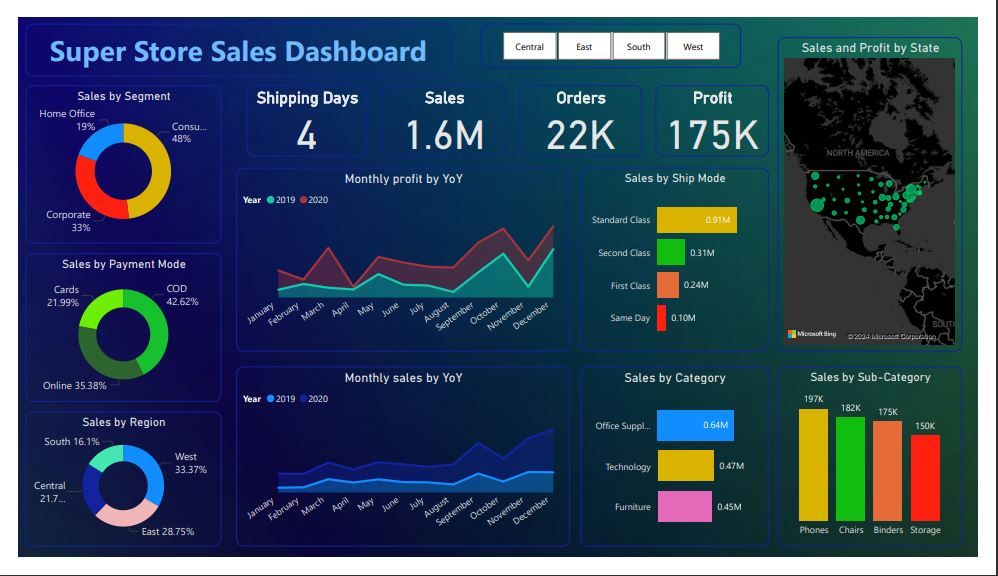 Super Store Sales Dashboard
Central
East
South
West
Sales and Profit by State
NORTH AMERICA
SOUTH
Microsoft Bing
© 2024 Microsoft Corporation
Sales by Segment
Home Office
19%
Consu...
48%
Corporate
33%
Shipping Days
4
Sales
1.6M
Orders
22K
Profit
175K
Monthly profit by YoY
Year 2019 2020
January February March April May June July August September October November December
Sales by Ship Mode
Standard Class 0.91M
Second Class 0.31M
First Class 0.24M
Same Day 0.10M
Sales by Payment Mode
Cards
21.99%
COD
42.62%
Online 35.38%
Sales by Region
South 16.1%
West
33.37%
Central
21.7...
East 28.75%
Monthly sales by YoY
Year 2019 2020
January February March April May June July August September October November December
Sales by Category
Office Suppl... 0.64M
Technology 0.47M
Furniture 0.45M
Sales by Sub-Category
197K
182K
175K
150K
Phones Chairs Binders Storage